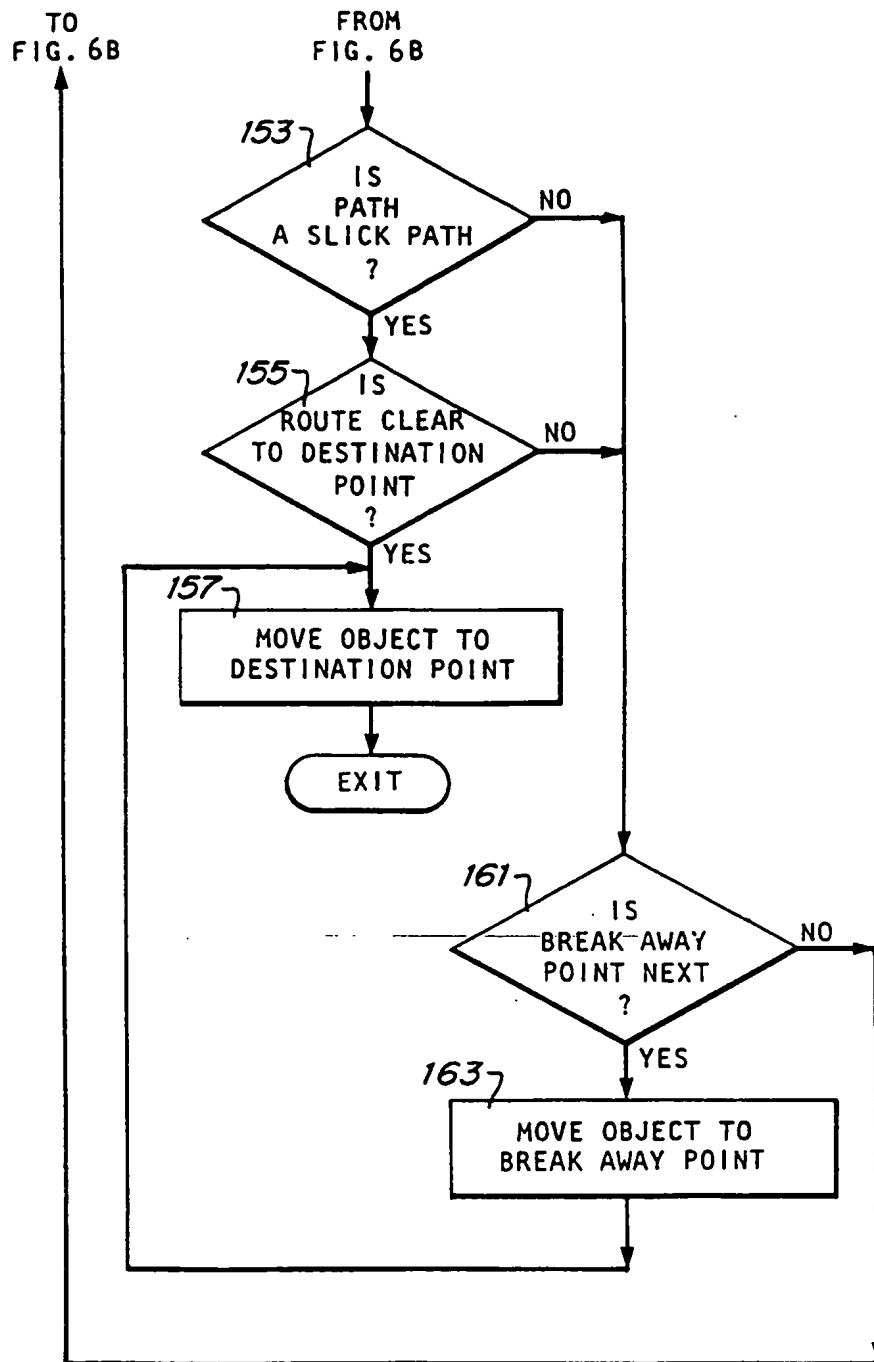 TO
FIG. 6B
FROM
FIG. 6B
153
IS
PATH
A SLICK PATH
?
NO
YES
155
IS
ROUTE CLEAR
TO DESTINATION
POINT
?
NO
YES
157
MOVE OBJECT TO
DESTINATION POINT
EXIT
161
IS
BREAK AWAY
POINT NEXT
?
NO
YES
163
MOVE OBJECT TO
BREAK AWAY POINT